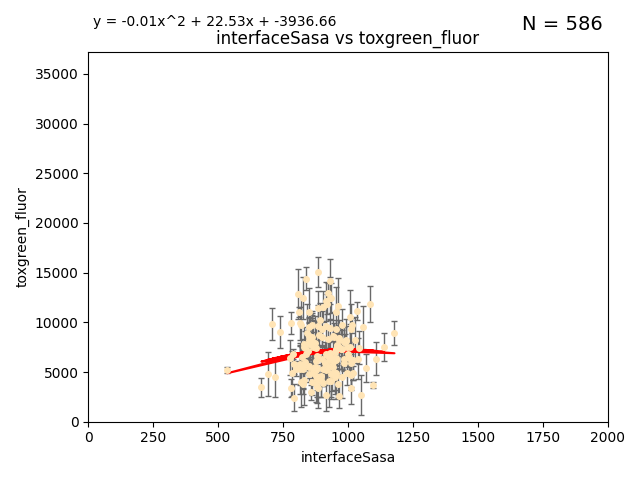 y = -0.01x^2 + 22.53x + -3936.66
N = 586
interfaceSasa vs toxgreen_fluor
toxgreen_fluor
35000
30000
25000
20000
15000
10000
5000
0
0 250 500 750 1000 1250 1500 1750 2000
interfaceSasa